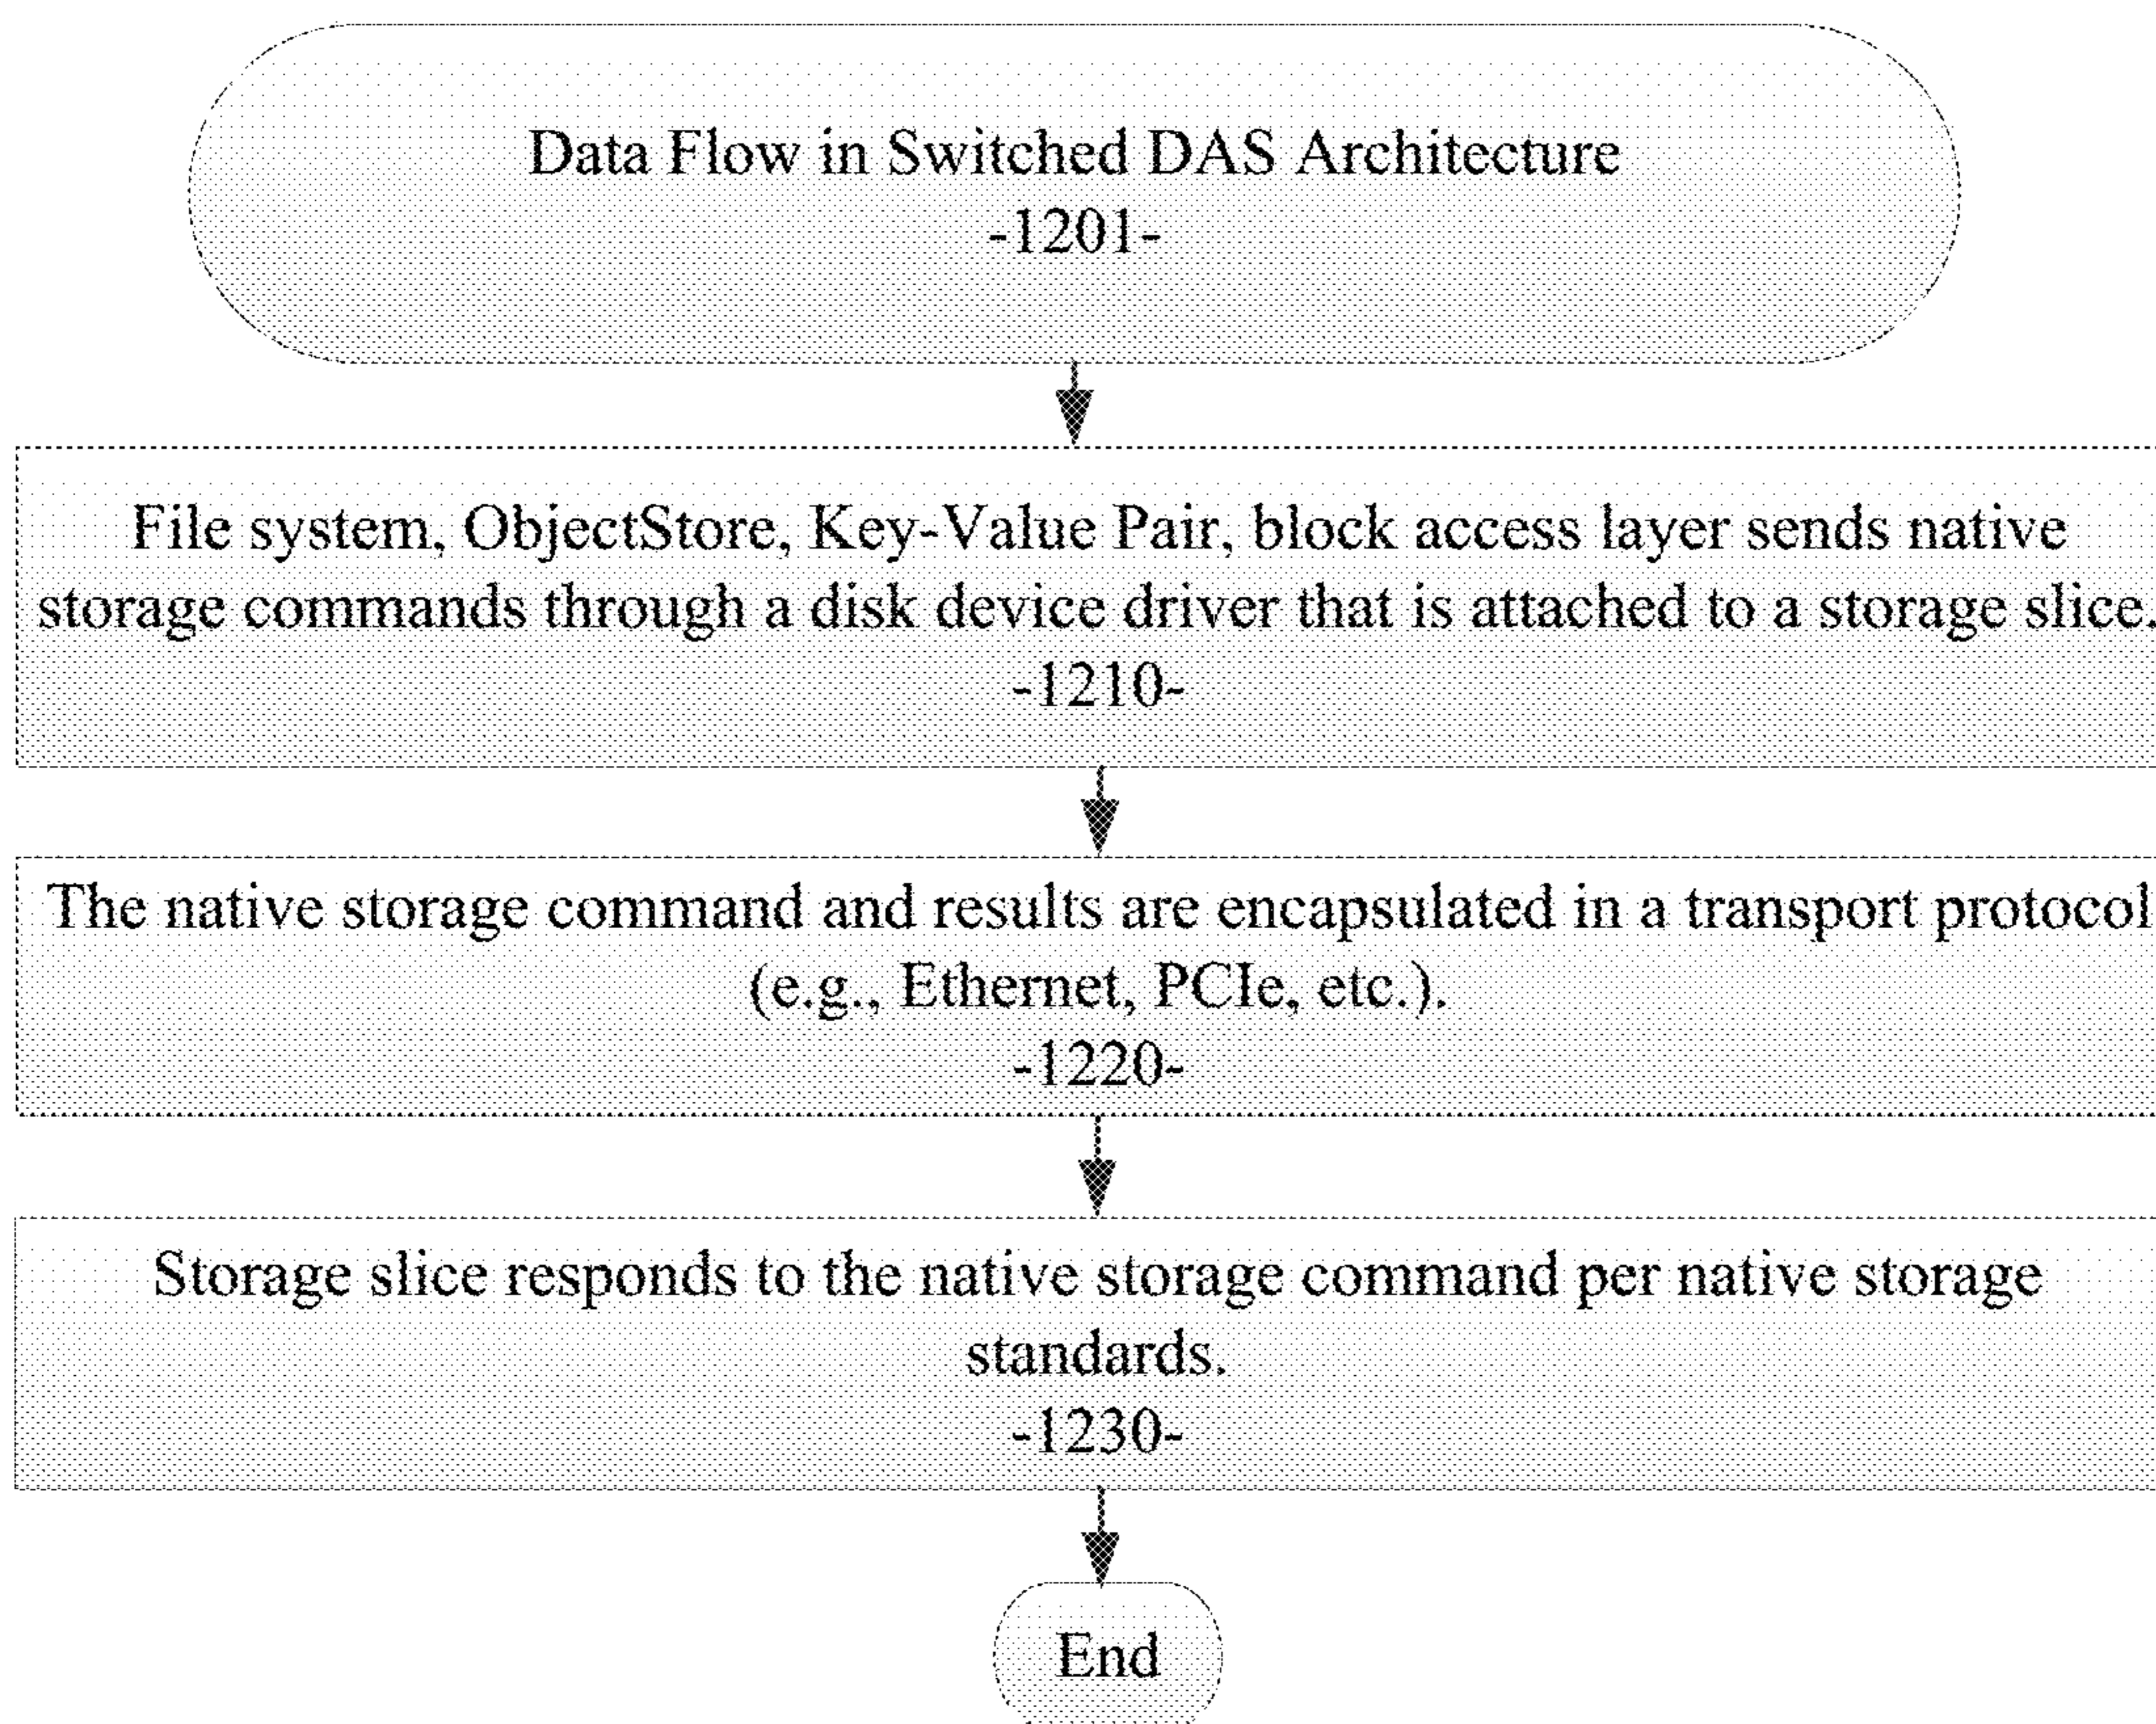 Data Flow in Switched DAS Architecture
-1201-
File system, ObjectStore, Key-Value Pair, block access layer sends native
storage commands through a disk device driver that is attached to a storage slice.
-1210-
The native storage command and results are encapsulated in a transport protocol
(e.g., Ethernet, PCIe, etc.).
-1220-
Storage slice responds to the native storage command per native storage
standards.
-1230-
End